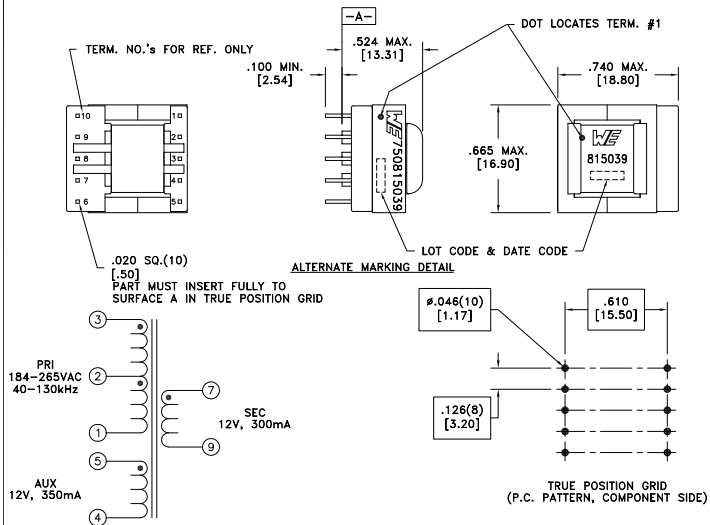 TERM. NO.'s FOR REF. ONLY
10
9
8
7
6
1
2
3
4
5
.020 SQ.(10)
[.50]
PART MUST INSERT FULLY TO
SURFACE A IN TRUE POSITION GRID
-A-
.524 MAX.
[13.31]
.100 MIN.
[2.54]
WE 750815039
DOT LOCATES TERM. #1
.740 MAX.
[18.80]
.665 MAX.
[16.90]
WE
815039
LOT CODE & DATE CODE
ALTERNATE MARKING DETAIL
3
PRI
184-265VAC
40-130kHz
2
1
5
AUX
12V, 350mA
4
7
SEC
12V, 300mA
9
ø.046(10)
[1.17]
.610
[15.50]
.126(8)
[3.20]
TRUE POSITION GRID
(P.C. PATTERN, COMPONENT SIDE)